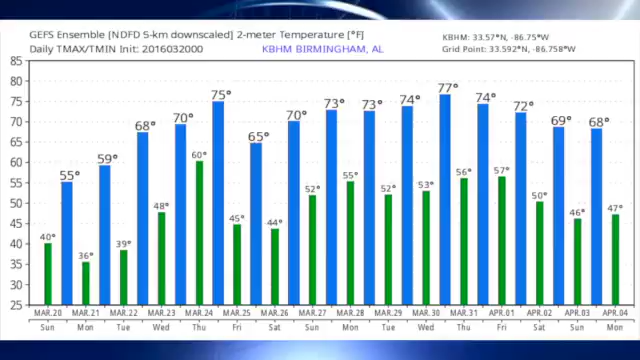 GEFS Ensemble [NDFD 5-km downscaled] 2-meter Temperature [°F]
KBHM: 33.57°N, -86.75°W
Daily TMAX/TMIN Init: 2016032000
KBHM BIRMINGHAM, AL
Grid Point: 33.592°N, -86.758°W
85
80
75
70
65
60
55
50
45
40
35
30
25
40° 55° 36° 59° 39° 68° 48° 70° 60° 75° 45° 65° 44° 70° 52° 73° 55° 73° 52° 74° 53° 77° 56° 74° 57° 72° 50° 69° 46° 68° 47°
MAR.20 MAR.21 MAR.22 MAR.23 MAR.24 MAR.25 MAR.26 MAR.27 MAR.28 MAR.29 MAR.30 MAR.31 APR.01 APR.02 APR.03 APR.04
Sun Mon Tue Wed Thu Fri Sat Sun Mon Tue Wed Thu Fri Sat Sun Mon